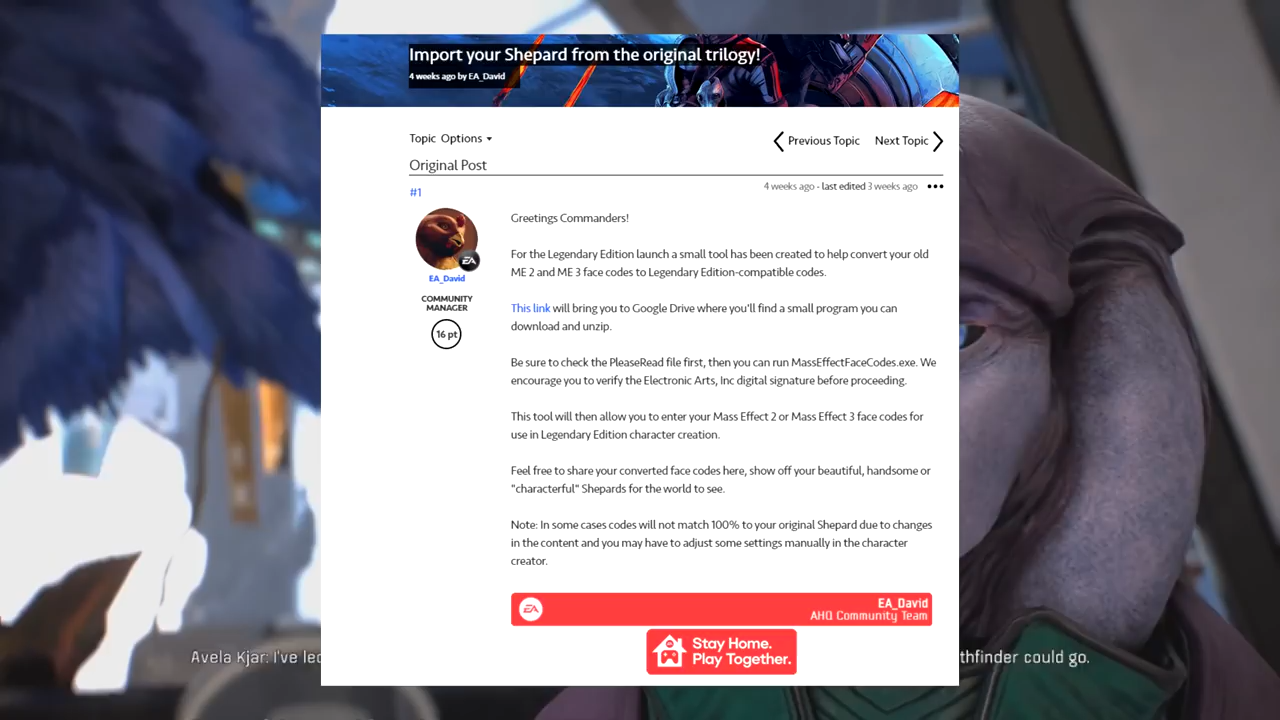 Import your Shepard from the original trilogy!
4 weeks ago by EA_David
Topic Options
Previous Topic
Next Topic
Original Post
#1
4 weeks ago - last edited 3 weeks ago
EA
EA_David
COMMUNITY
MANAGER
16 pt
Greetings Commanders!
For the Legendary Edition launch a small tool has been created to help convert your old
ME 2 and ME 3 face codes to Legendary Edition-compatible codes.
This link will bring you to Google Drive where you'll find a small program you can
download and unzip.
Be sure to check the PleaseRead file first, then you can run MassEffectFaceCodes.exe. We
encourage you to verify the Electronic Arts, Inc digital signature before proceeding.
This tool will then allow you to enter your Mass Effect 2 or Mass Effect 3 face codes for
use in Legendary Edition character creation.
Feel free to share your converted face codes here, show off your beautiful, handsome or
"characterful" Shepards for the world to see.
Note: In some cases codes will not match 100% to your original Shepard due to changes
in the content and you may have to adjust some settings manually in the character
creator.
EA
EA_David
AHQ Community Team
Stay Home.
Play Together.
Avela Kjar: I've
could go.